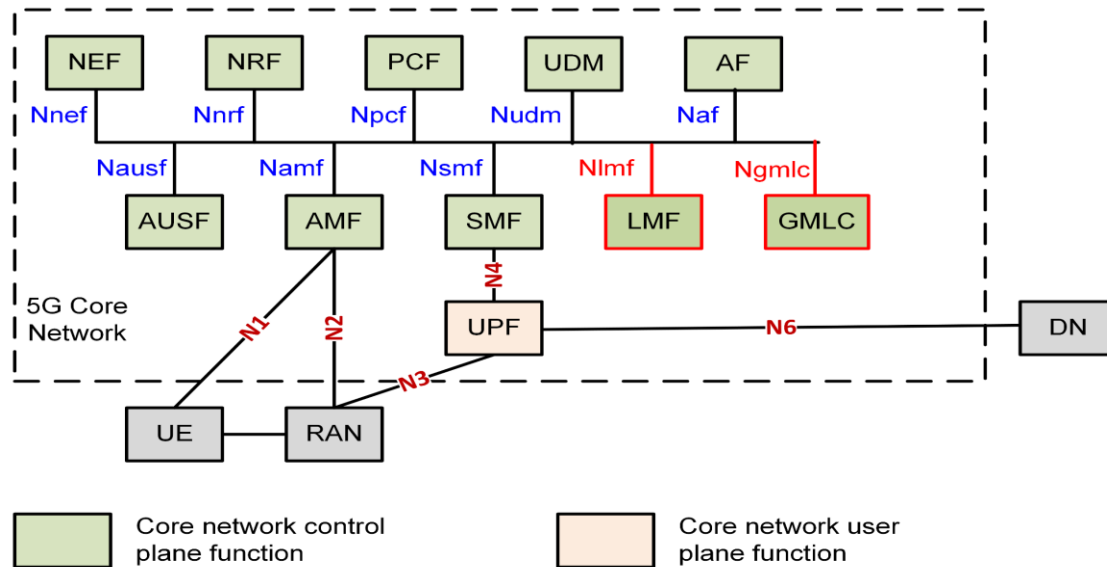 NEF
NRF
PCF
UDM
AF
Nnef
Nnrf
Npcf
Nudm
Naf
Nausf
Namf
Nsmf
Nlmf
Ngmlc
AUSF
AMF
SMF
LMF
GMLC
N4
5G Core
Network
N1
N2
UPF
N6
DN
N3
UE
RAN
Core network control
plane function
Core network user
plane function